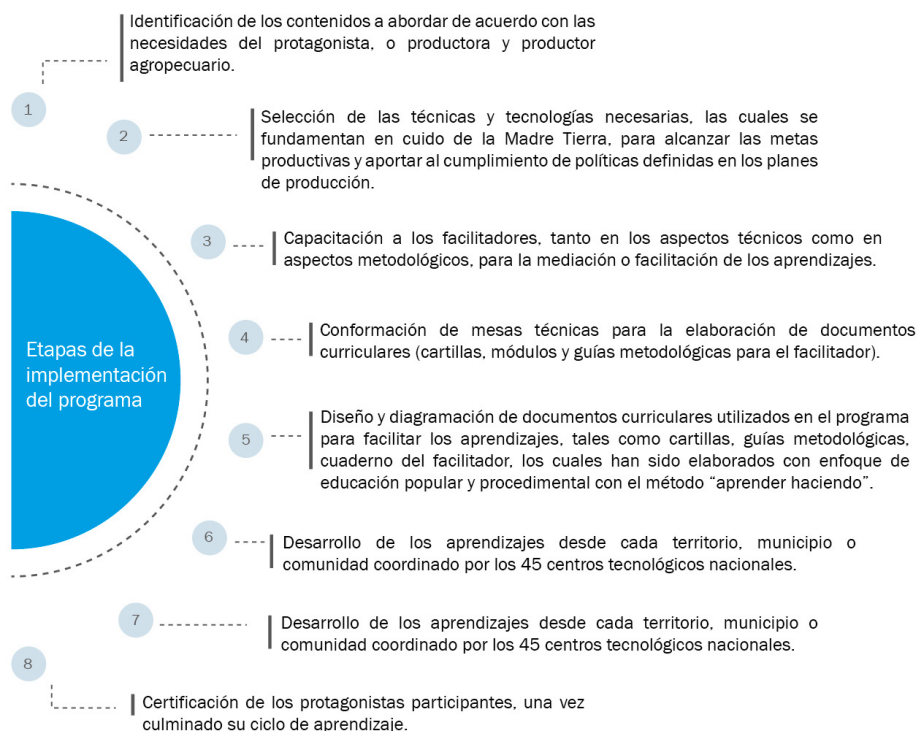 Identificación de los contenidos a abordar de acuerdo con las
necesidades del protagonista, o productora y productor
agropecuario.
1
2
Selección de las técnicas y tecnologías necesarias, las cuales se
fundamentan en cuido de la Madre Tierra, para alcanzar las metas
productivas y aportar al cumplimiento de políticas definidas en los planes
de producción.
3
Capacitación a los facilitadores, tanto en los aspectos técnicos como en
aspectos metodológicos, para la mediación o facilitación de los aprendizajes.
Etapas de la
implementación
del programa
4
Conformación de mesas técnicas para la elaboración de documentos
curriculares (cartillas, módulos y guías metodológicas para el facilitador).
5
Diseño y diagramación de documentos curriculares utilizados en el programa
para facilitar los aprendizajes, tales como cartillas, guías metodológicas,
cuaderno del facilitador, los cuales han sido elaborados con enfoque de
educación popular y procedimental con el método “aprender haciendo”.
6
Desarrollo de los aprendizajes desde cada territorio, municipio o
comunidad coordinado por los 45 centros tecnológicos nacionales.
7
Desarrollo de los aprendizajes desde cada territorio, municipio o
comunidad coordinado por los 45 centros tecnológicos nacionales.
8
Certificación de los protagonistas participantes, una vez
culminado su ciclo de aprendizaje.